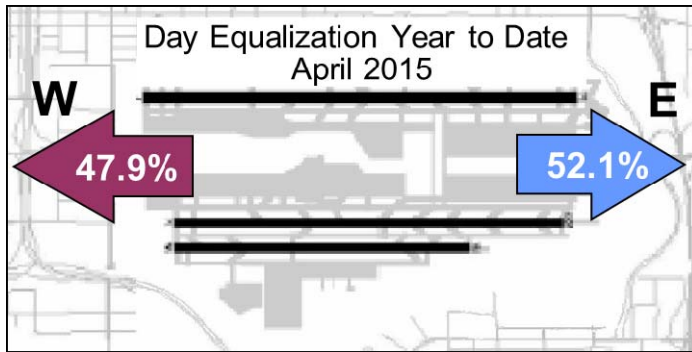 Day Equalization Year to Date
April 2015
W
E
47.9%
52.1%